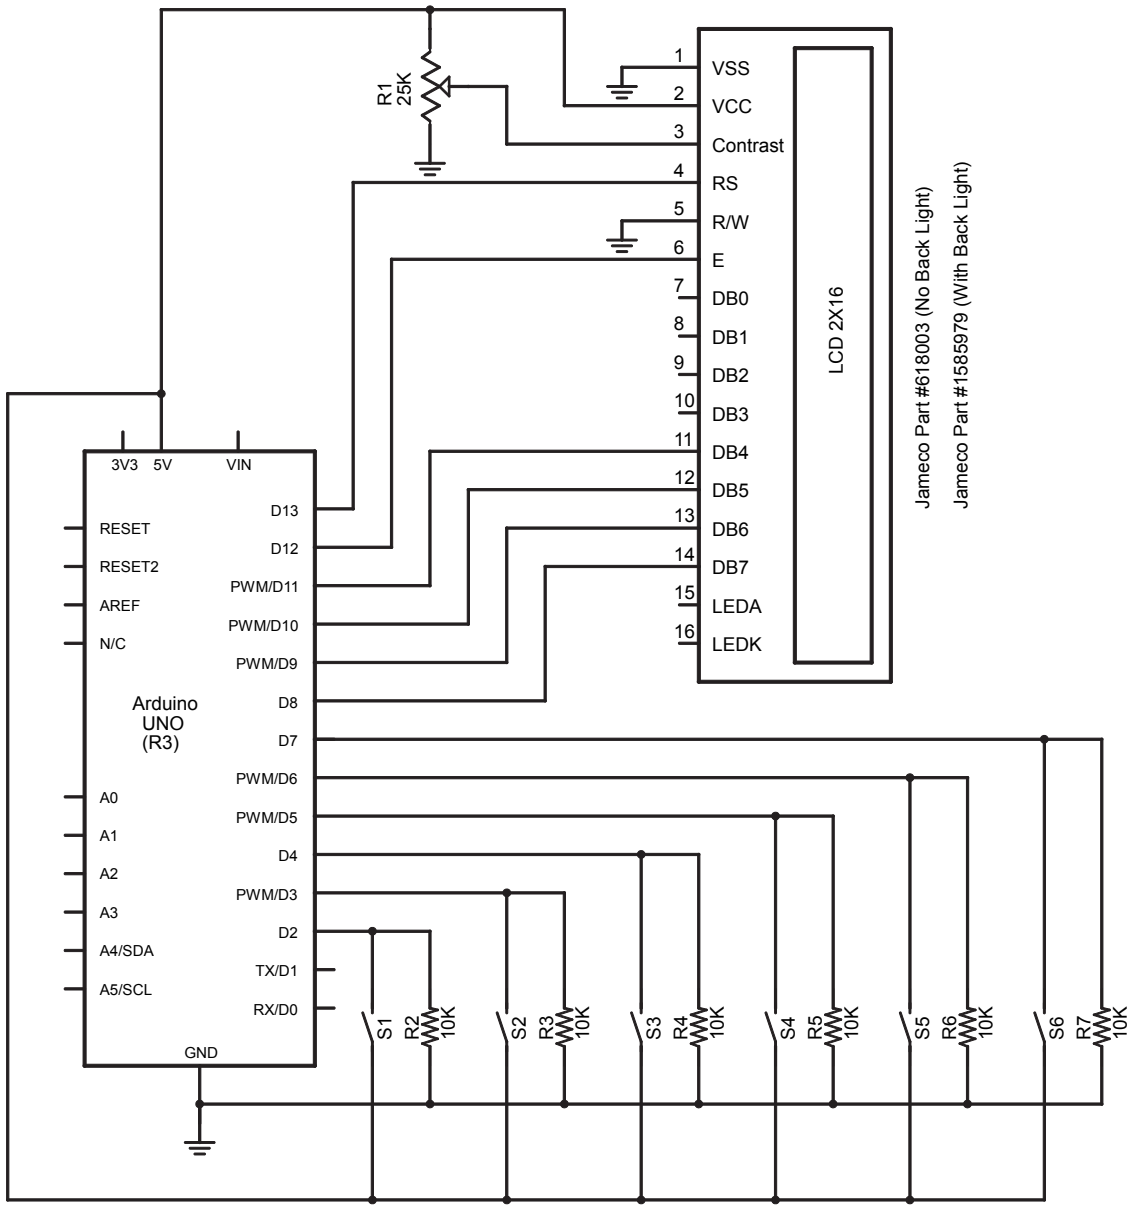 R1
25K
1
VSS
2
VCC
3
Contrast
4
RS
5
R/W
6
E
7
DB0
8
DB1
9
DB2
10
DB3
11
DB4
12
DB5
13
DB6
14
DB7
15
LEDA
16
LEDK
LCD 2X16
Jameco Part #618003 (No Back Light)
Jameco Part #1585979 (With Back Light)
3V3
5V
VIN
RESET
RESET2
AREF
N/C
Arduino
UNO
(R3)
A0
A1
A2
A3
A4/SDA
A5/SCL
D13
D12
PWM/D11
PWM/D10
PWM/D9
D8
D7
PWM/D6
PWM/D5
D4
PWM/D3
D2
TX/D1
RX/D0
GND
S1
R2
10K
S2
R3
10K
S3
R4
10K
S4
R5
10K
S5
R6
10K
S6
R7
10K